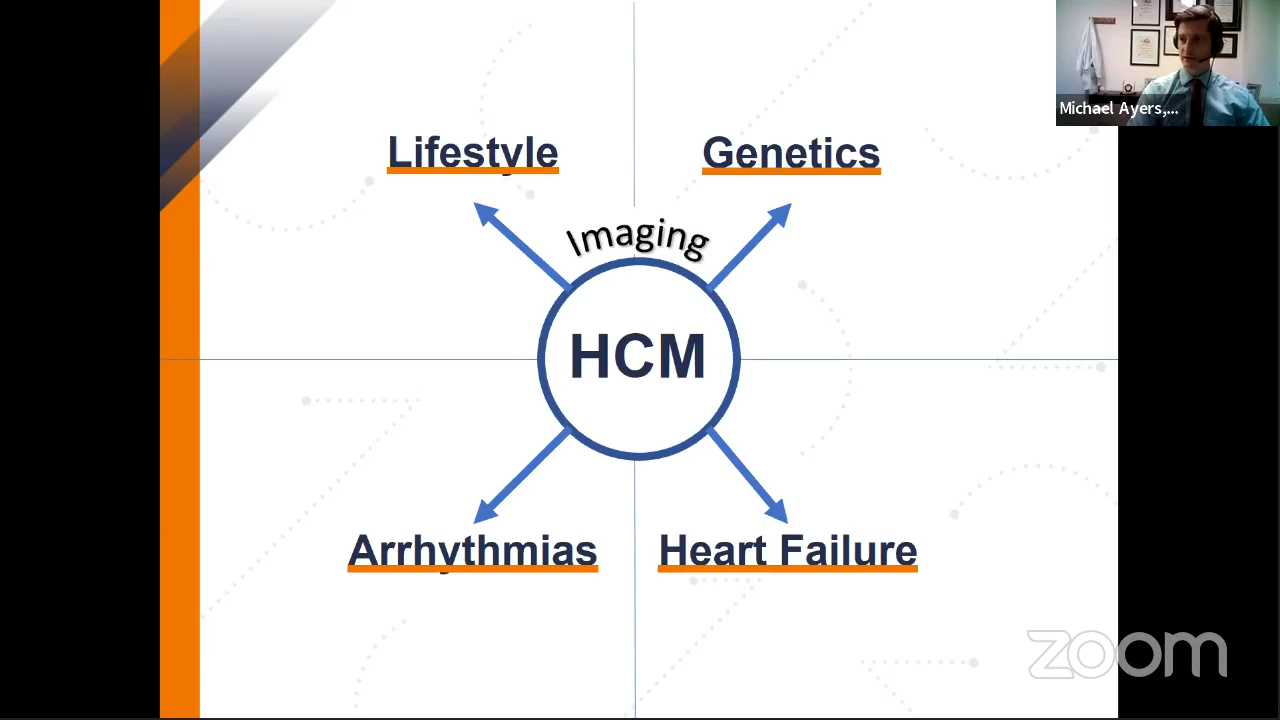 Michael Ayers,...
Lifestyle
Genetics
Imaging
HCM
Arrhythmias
Heart Failure
zoom